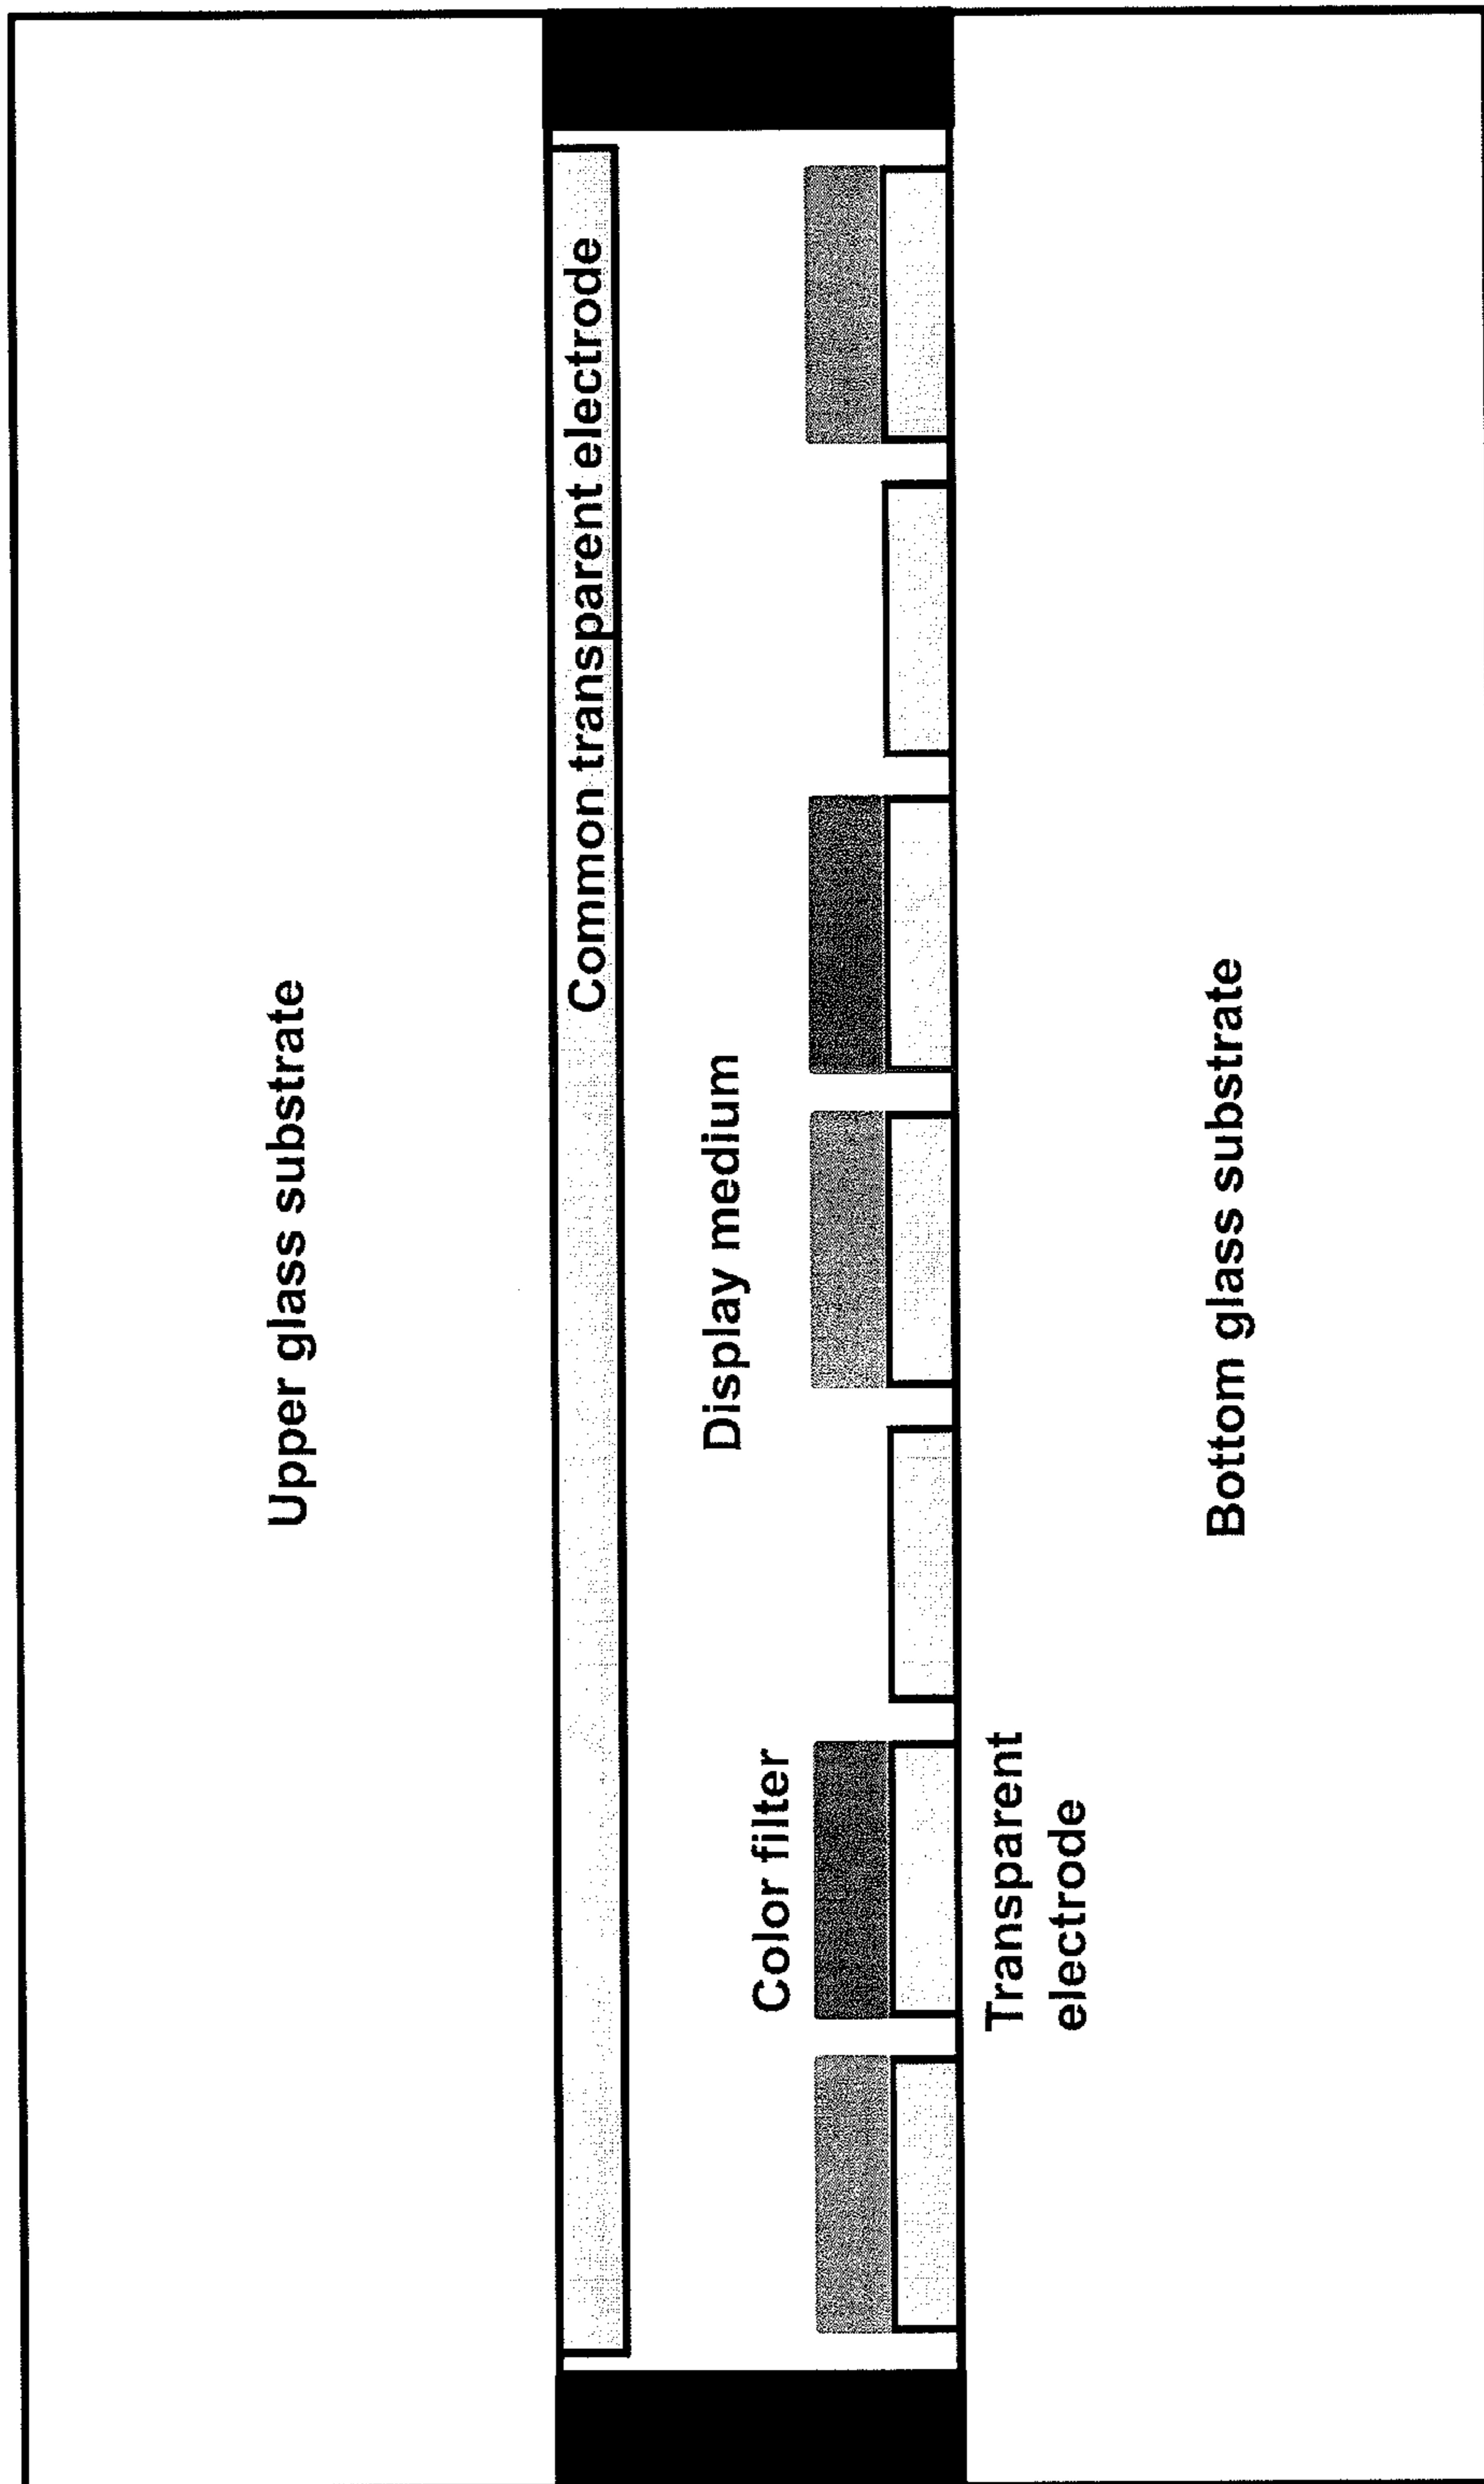 Upper glass substrate
Common transparent electrode
Display medium
Color filter
Transparent
electrode
Bottom glass substrate